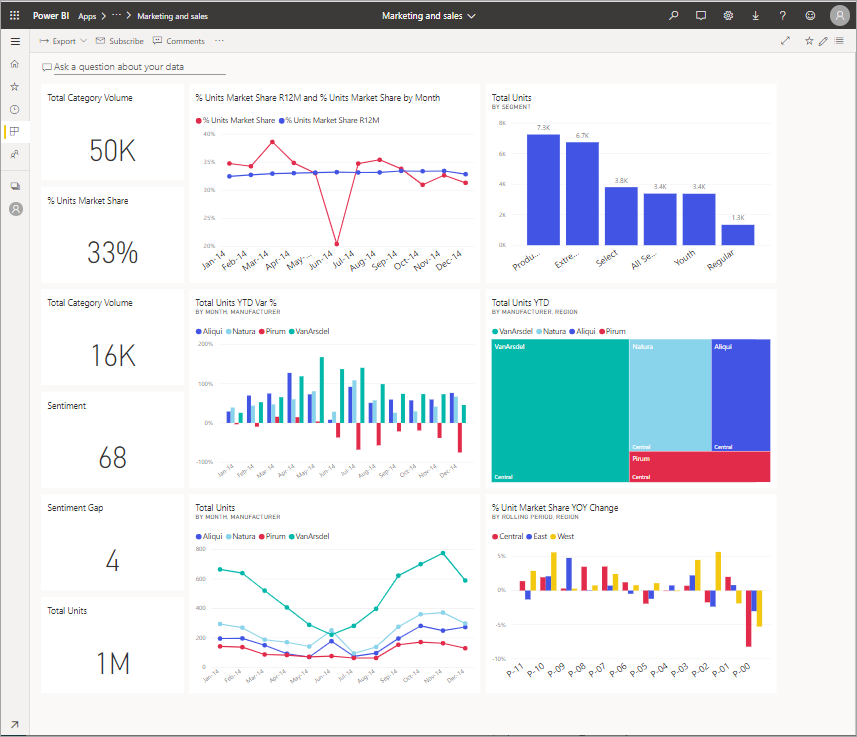 Power BI Apps Marketing and sales
Marketing and sales
Export Subscribe Comments
Ask a question about your data
Total Category Volume
50K
% Units Market Share R12M and % Units Market Share by Month
% Units Market Share % Units Market Share R12M
40%
35%
30%
25%
20%
Jan-14 Feb-14 Mar-14 Apr-14 May-... Jun-14 Jul-14 Aug-14 Sep-14 Oct-14 Nov-14 Dec-14
Total Units
BY SEGMENT
8K
6K
4K
2K
0K
7.3K 6.7K 3.8K 3.4K 3.4K 1.3K
Produ... Extre... Select All Se... Youth Regular
% Units Market Share
33%
Total Category Volume
16K
Total Units YTD Var %
BY MONTH, MANUFACTURER
Aliqui Natura Pirum VanArsdel
200%
100%
0%
-100%
Jan-14 Feb-14 Mar-14 Apr-14 May-14 Jun-14 Jul-14 Aug-14 Sep-14 Oct-14 Nov-14 Dec-14
Total Units YTD
BY MANUFACTURER, REGION
VanArsdel Natura Aliqui Pirum
VanArsdel
Central
Natura
Central
Aliqui
Central
Pirum
Central
Sentiment
68
Sentiment Gap
4
Total Units
BY MONTH, MANUFACTURER
Aliqui Natura Pirum VanArsdel
800
600
400
200
0
Jan-14 Feb-14 Mar-14 Apr-14 May-14 Jun-14 Jul-14 Aug-14 Sep-14 Oct-14 Nov-14 Dec-14
% Unit Market Share YOY Change
BY ROLLING PERIOD, REGION
Central East West
5%
0%
-5%
-10%
P-11 P-10 P-09 P-08 P-07 P-06 P-05 P-04 P-03 P-02 P-01 P-00
Total Units
1M